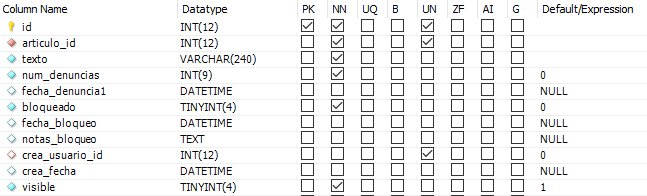 Column Name Datatype PK NN UQ B UN ZF AI G Default/Expression
id INT(12)
articulo_id INT(12)
texto VARCHAR(240)
num_denuncias INT(9) 0
fecha_denuncia1 DATETIME NULL
bloqueado TINYINT(4) 0
fecha_bloqueo DATETIME NULL
notas_bloqueo TEXT NULL
crea_usuario_id INT(12) 0
crea_fecha DATETIME NULL
visible TINYINT(4) 1